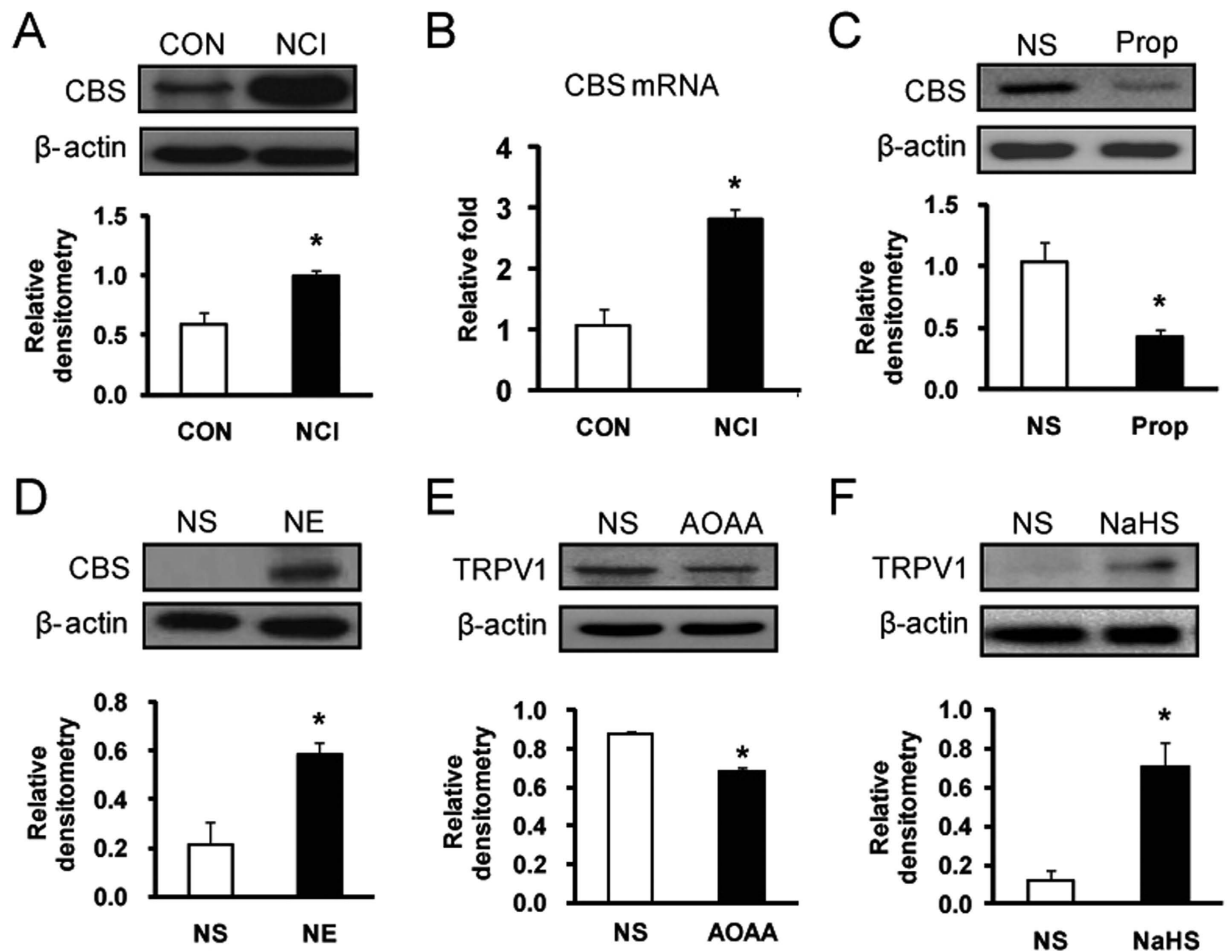 A
CON NCI
CBS
β-actin
Relative
densitometry
1.5
*
1.0
0.5
0.0
CON NCI
B
CBS mRNA
Relative fold
4
*
3
2
1
0
CON NCI
C
NS Prop
CBS
β-actin
Relative
densitometry
1.5
1.0
*
0.5
0.0
NS Prop
D
NS NE
CBS
β-actin
Relative
densitometry
0.8
*
0.6
0.4
0.2
0.0
NS NE
E
NS AOAA
TRPV1
β-actin
Relative
densitometry
1.0
*
0.8
0.6
0.4
0.2
0.0
NS AOAA
F
NS NaHS
TRPV1
β-actin
Relative
densitometry
1.0
*
0.8
0.6
0.4
0.2
0.0
NS NaHS